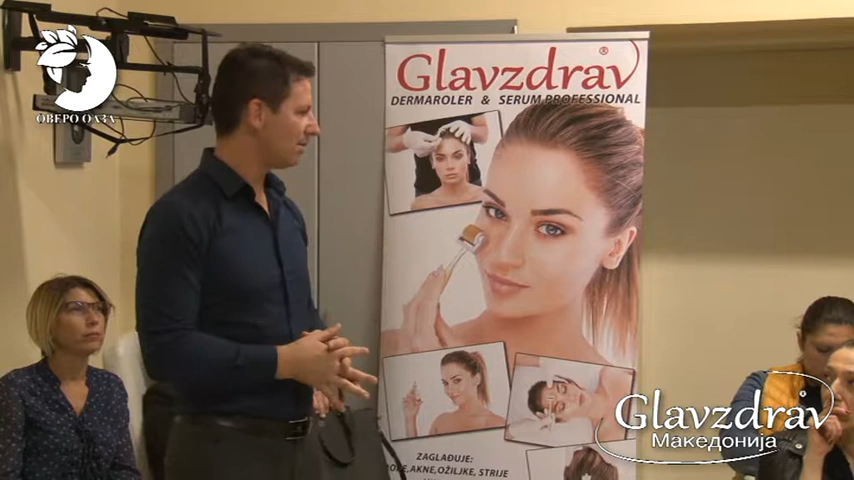 ОВЕРО ОАЗА
Glavzdrav®
DERMAROLER & SERUM PROFESSIONAL
ZAGLAĐUJE:
AKNE,OŽILJKE,STRIJE
Glavzdrav®
Македонија